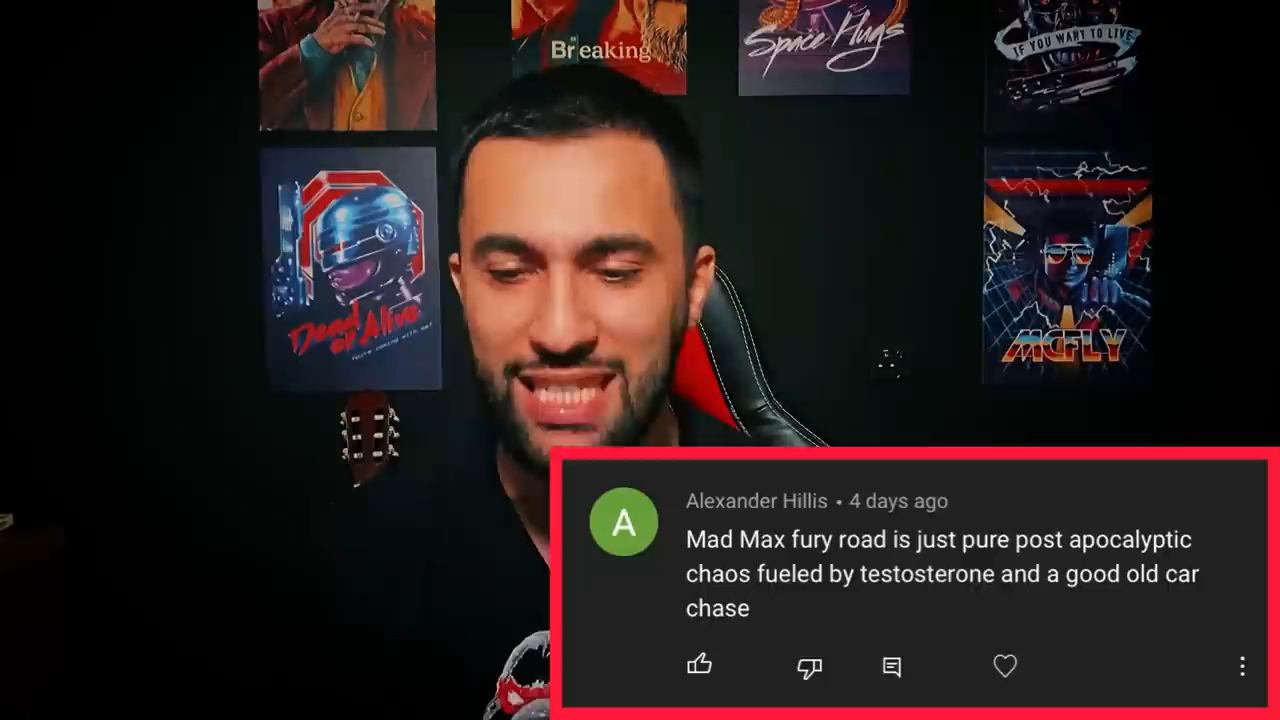 Breaking
Space Hugs
IF YOU WANT TO LIVE
Dead
or Alive
MCFLY
A
Alexander Hillis • 4 days ago
Mad Max fury road is just pure post apocalyptic
chaos fueled by testosterone and a good old car
chase